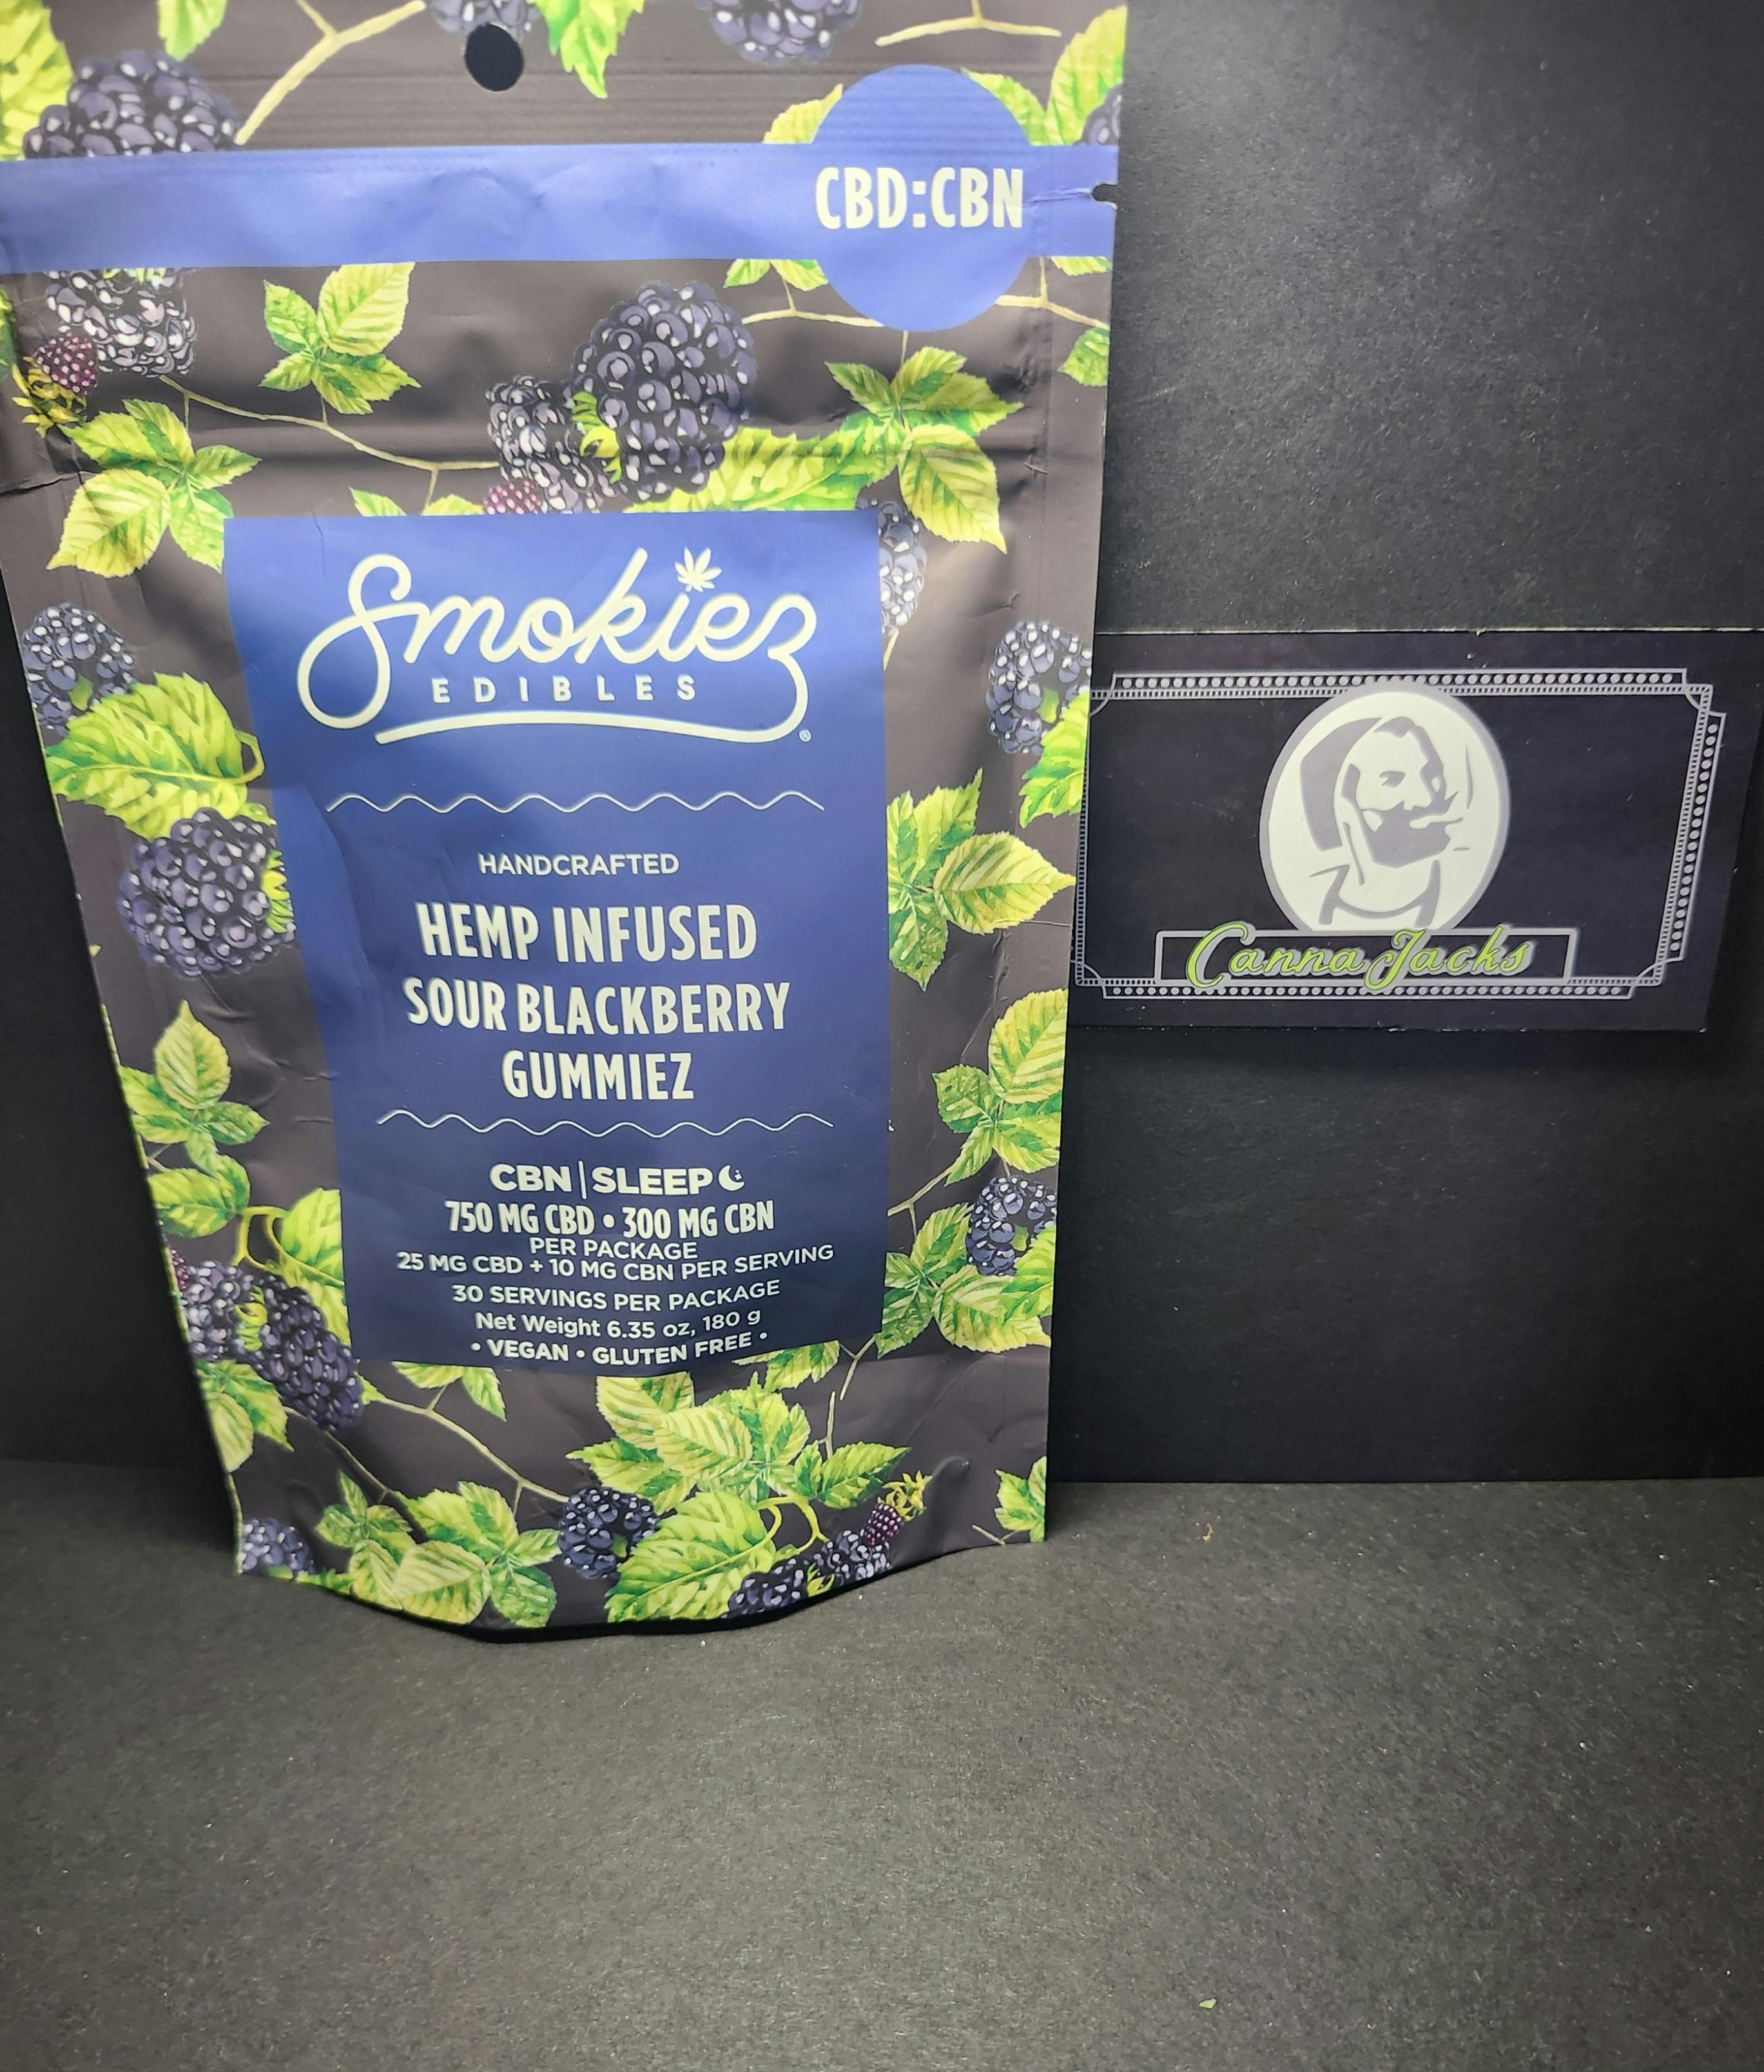 CBD:CBN
Smokiez
EDIBLES
®
HANDCRAFTED
HEMP INFUSED
SOUR BLACKBERRY
GUMMIEZ
CBN | SLEEP
750 MG CBD • 300 MG CBN
PER PACKAGE
25 MG CBD + 10 MG CBN PER SERVING
30 SERVINGS PER PACKAGE
Net Weight 6.35 oz, 180 g
• VEGAN • GLUTEN FREE •
Canna Jacks